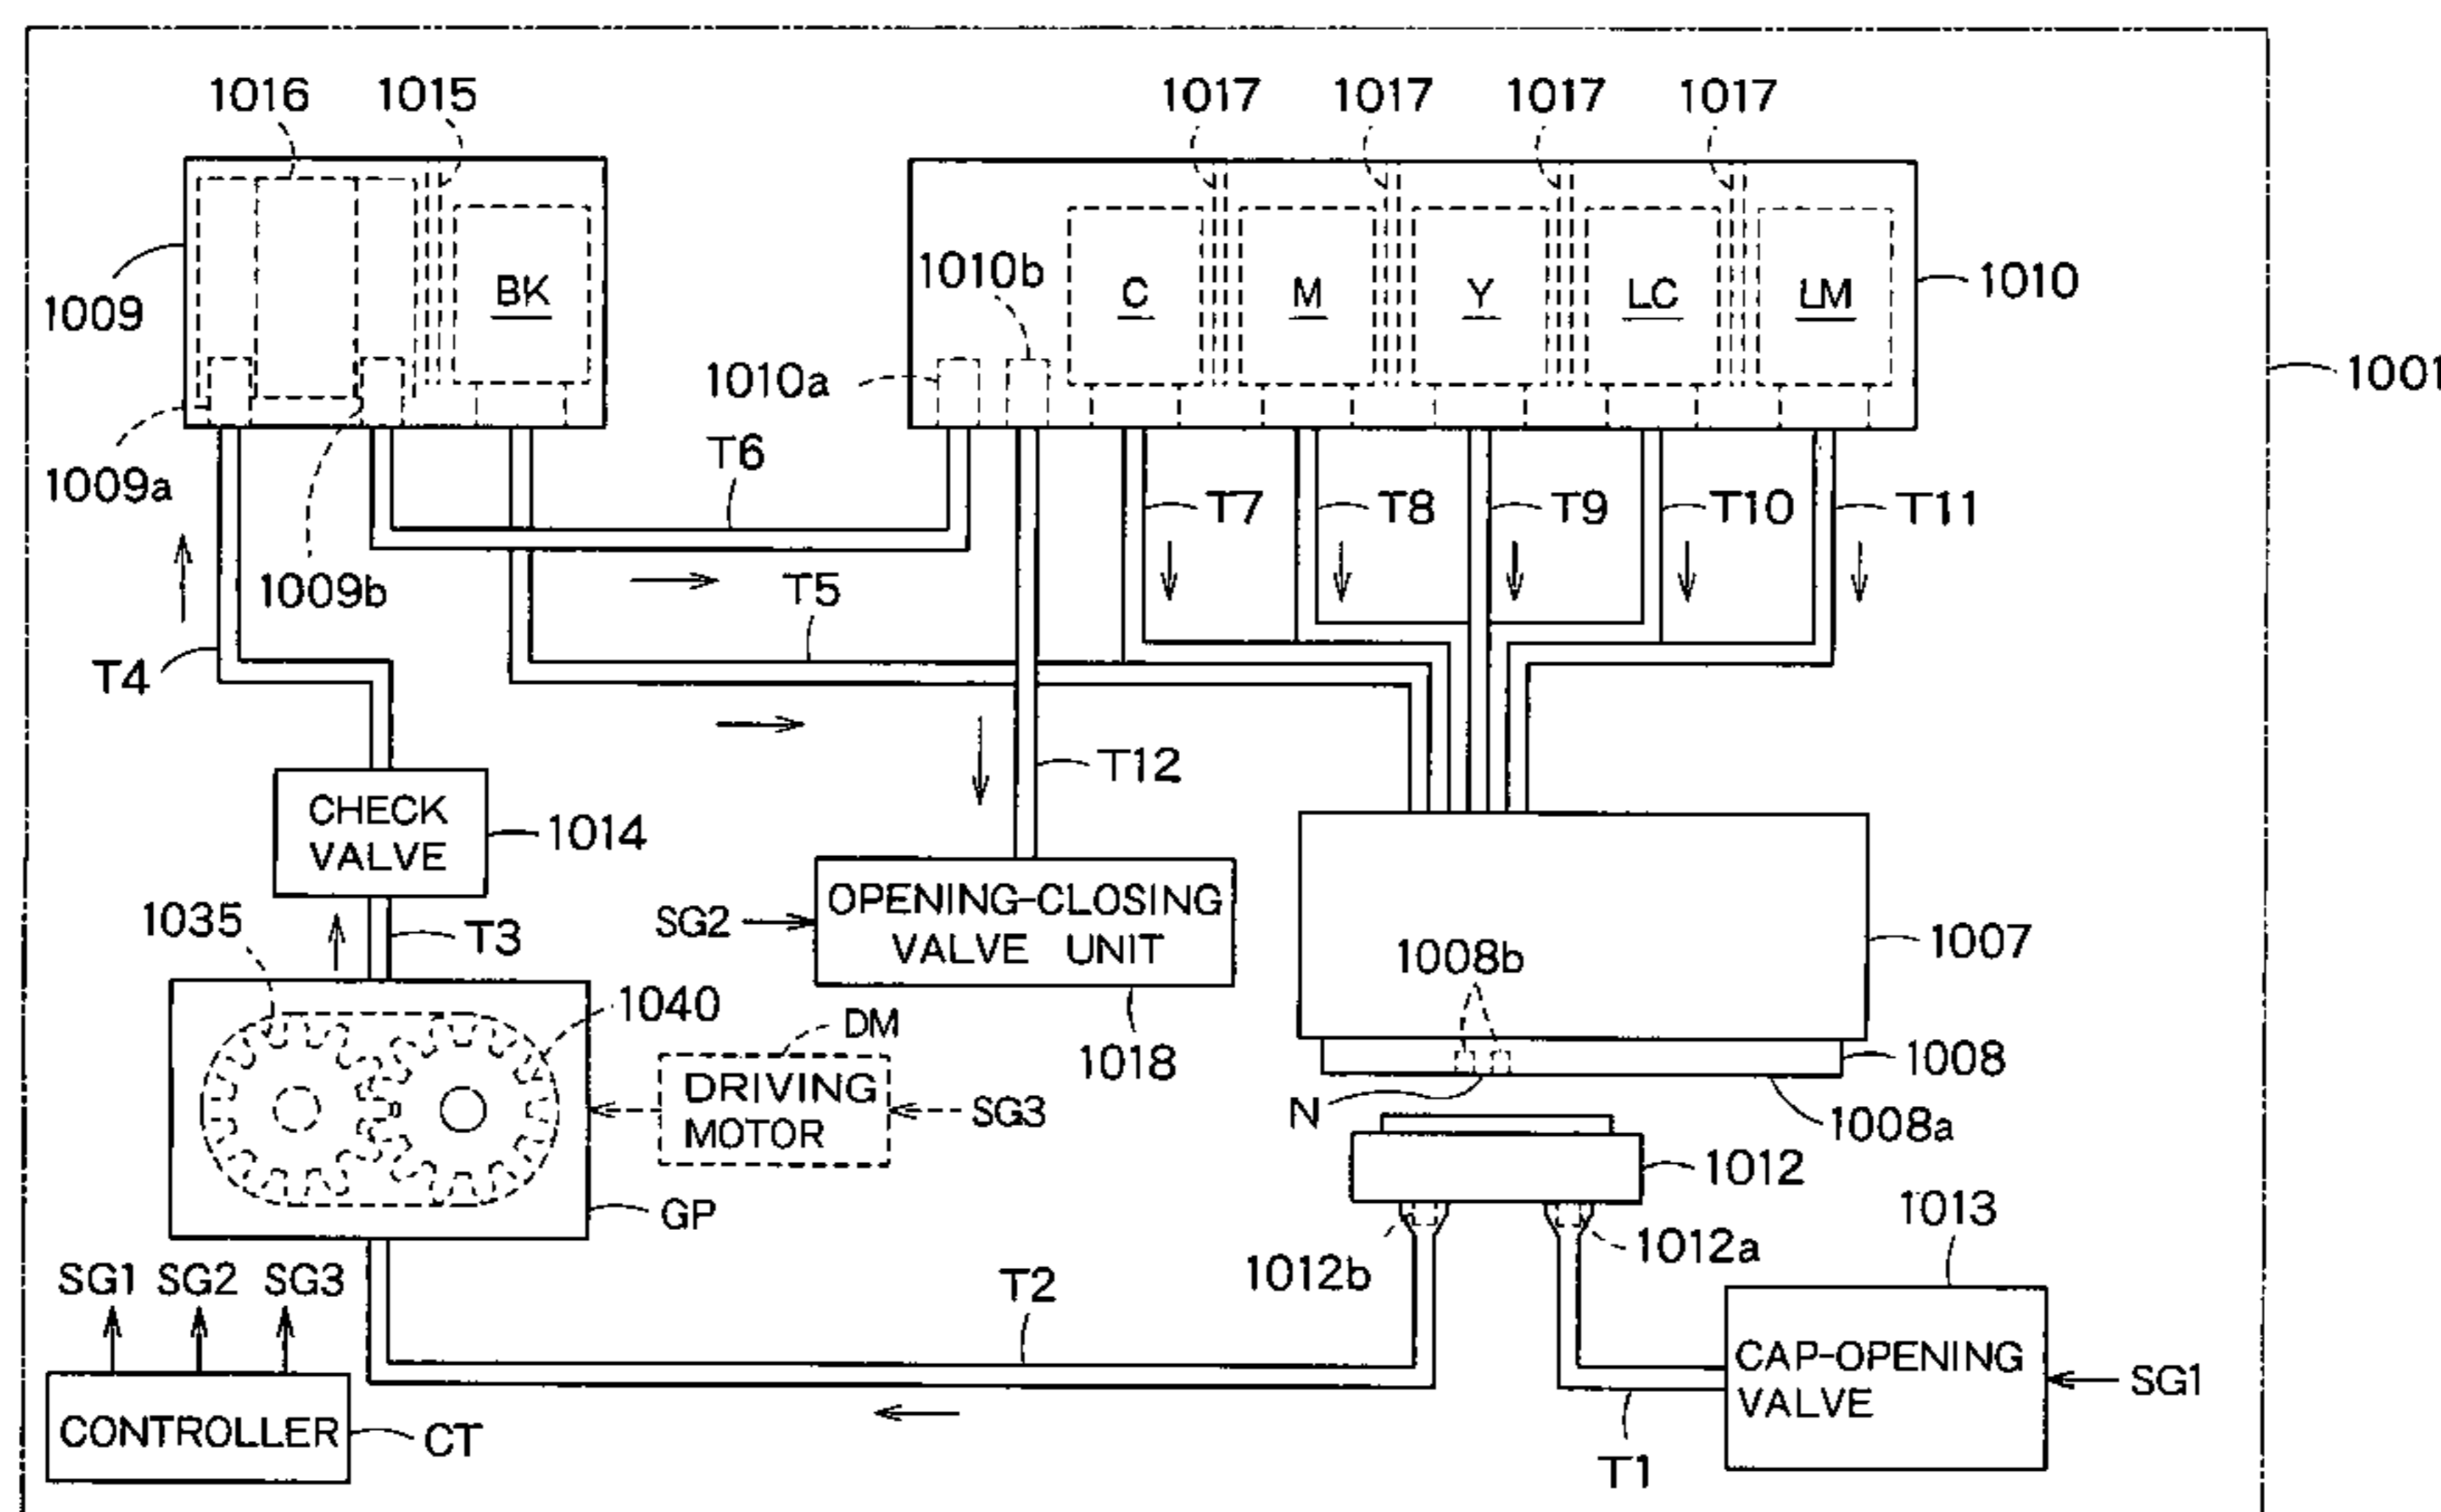 1016 1015 1017 1017 1017 1017
1009 BK 1010b C M Y LC LM 1010
1010a 1001
1009a T6 T7 T8 T9 T10 T11
1009b T5
T4
T12
CHECK
VALVE
1014
1035 T3 SG2 OPENING-CLOSING
VALVE UNIT
1008b 1007
1040 DM 1018 1008
DRIVING
MOTOR
SG3 N 1008a
1012
GP 1013
1012b 1012a
SG1 SG2 SG3 T2
CAP-OPENING
VALVE
SG1
CONTROLLER CT T1